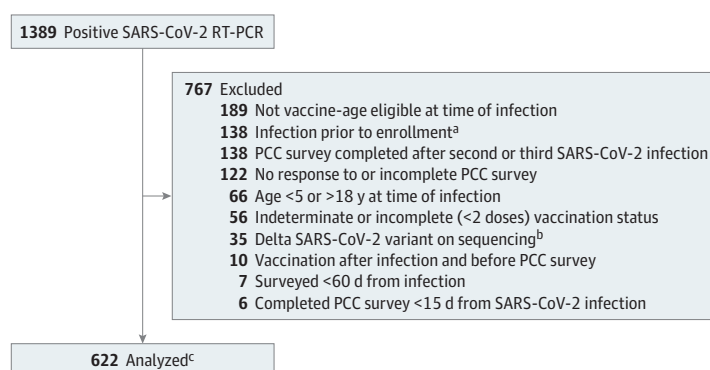 1389 Positive SARS-CoV-2 RT-PCR
767 Excluded
189 Not vaccine-age eligible at time of infection
138 Infection prior to enrollmentᵃ
138 PCC survey completed after second or third SARS-CoV-2 infection
122 No response to or incomplete PCC survey
66 Age <5 or >18 y at time of infection
56 Indeterminate or incomplete (<2 doses) vaccination status
35 Delta SARS-CoV-2 variant on sequencingᵇ
10 Vaccination after infection and before PCC survey
7 Surveyed <60 d from infection
6 Completed PCC survey <15 d from SARS-CoV-2 infection
622 Analyzedᶜ